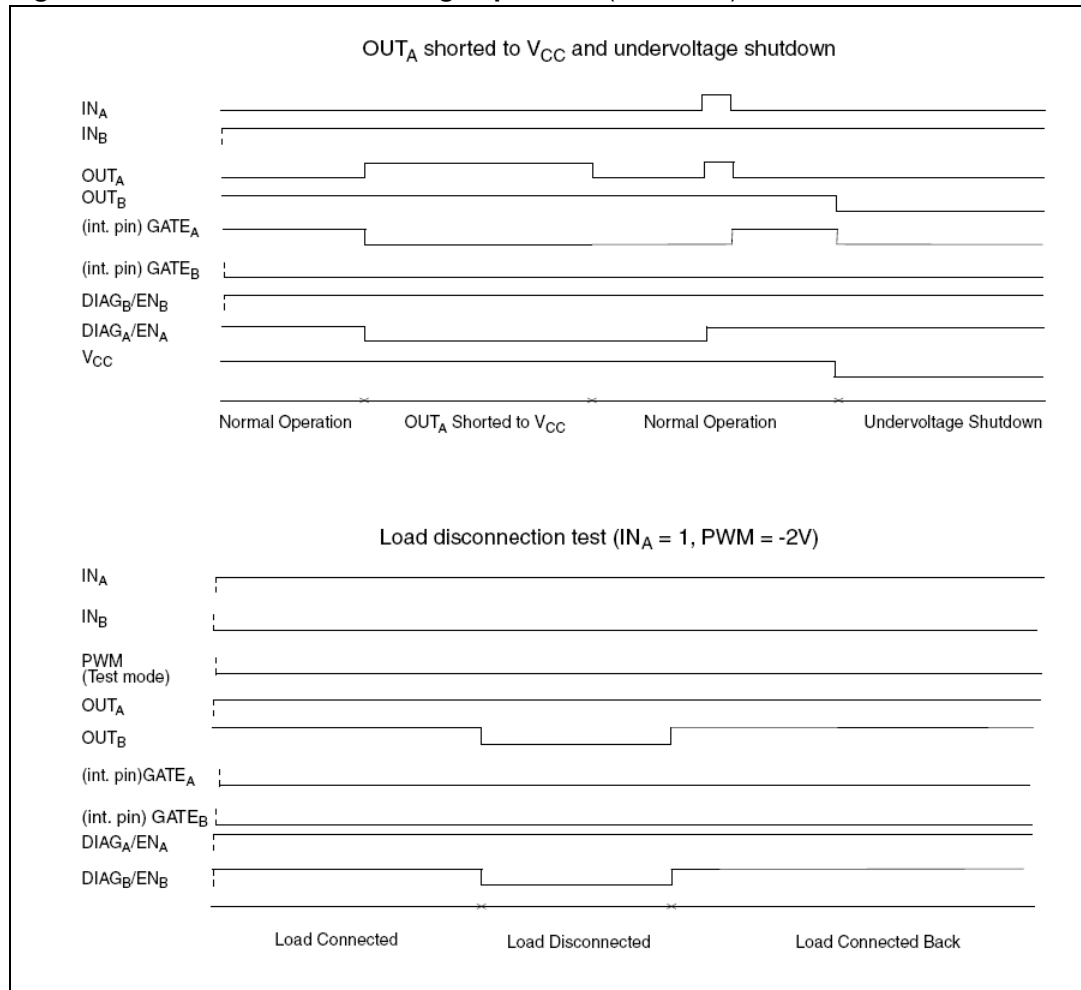 OUTA shorted to VCC and undervoltage shutdown
INA
INB
OUTA
OUTB
(int. pin) GATEA
(int. pin) GATEB
DIAGB/ENB
DIAGA/ENA
VCC
Normal Operation OUTA Shorted to VCC Normal Operation Undervoltage Shutdown
Load disconnection test (INA = 1, PWM = -2V)
INA
INB
PWM
(Test mode)
OUTA
OUTB
(int. pin)GATEA
(int. pin) GATEB
DIAGA/ENA
DIAGB/ENB
Load Connected Load Disconnected Load Connected Back